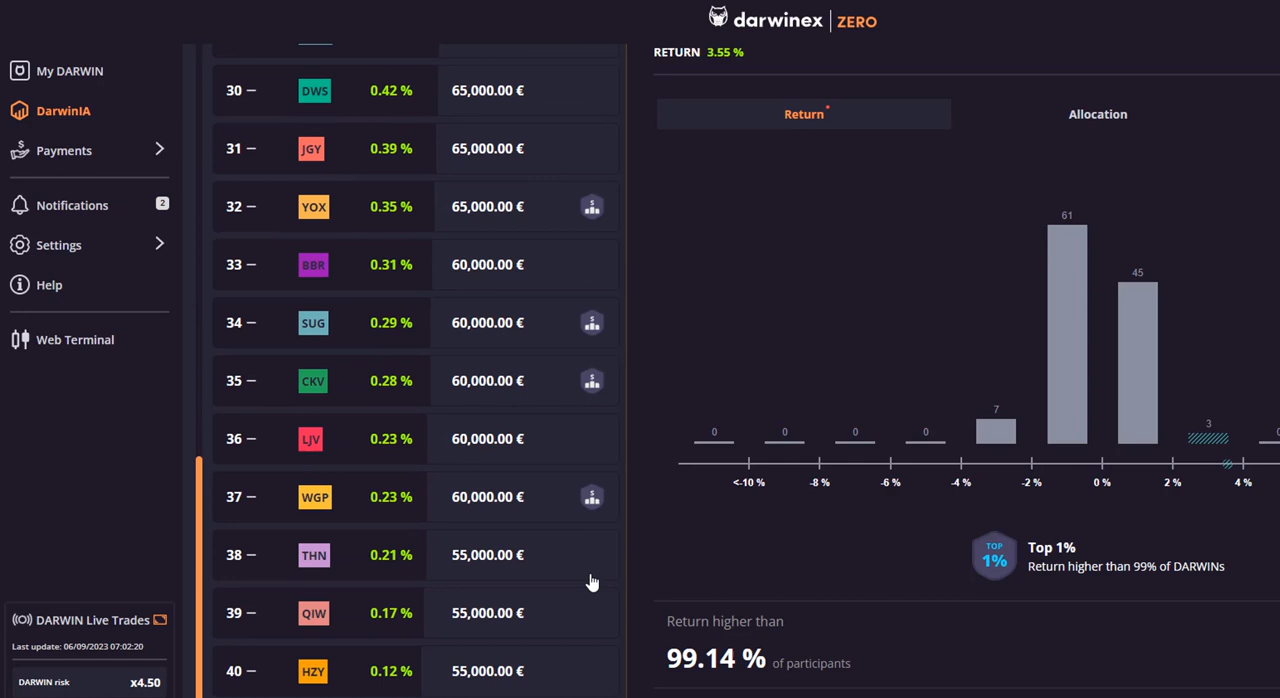 darwinex | ZERO
My DARWIN
DarwinIA
Payments
Notifications 2
Settings
Help
Web Terminal
DARWIN Live Trades
Last update: 06/09/2023 07:02:20
DARWIN risk x4.50
30 – DWS 0.42 % 65,000.00 €
31 – JGY 0.39 % 65,000.00 €
32 – YOX 0.35 % 65,000.00 € $
33 – BBR 0.31 % 60,000.00 €
34 – SUG 0.29 % 60,000.00 € $
35 – CKV 0.28 % 60,000.00 € $
36 – LJV 0.23 % 60,000.00 €
37 – WGP 0.23 % 60,000.00 € $
38 – THN 0.21 % 55,000.00 €
39 – QIW 0.17 % 55,000.00 €
40 – HZY 0.12 % 55,000.00 €
RETURN 3.55 %
Return* Allocation
0 0 0 0 7 61 45 3
<-10 % -8 % -6 % -4 % -2 % 0 % 2 % 4 %
TOP
1%
Top 1%
Return higher than 99% of DARWINs
Return higher than
99.14 % of participants